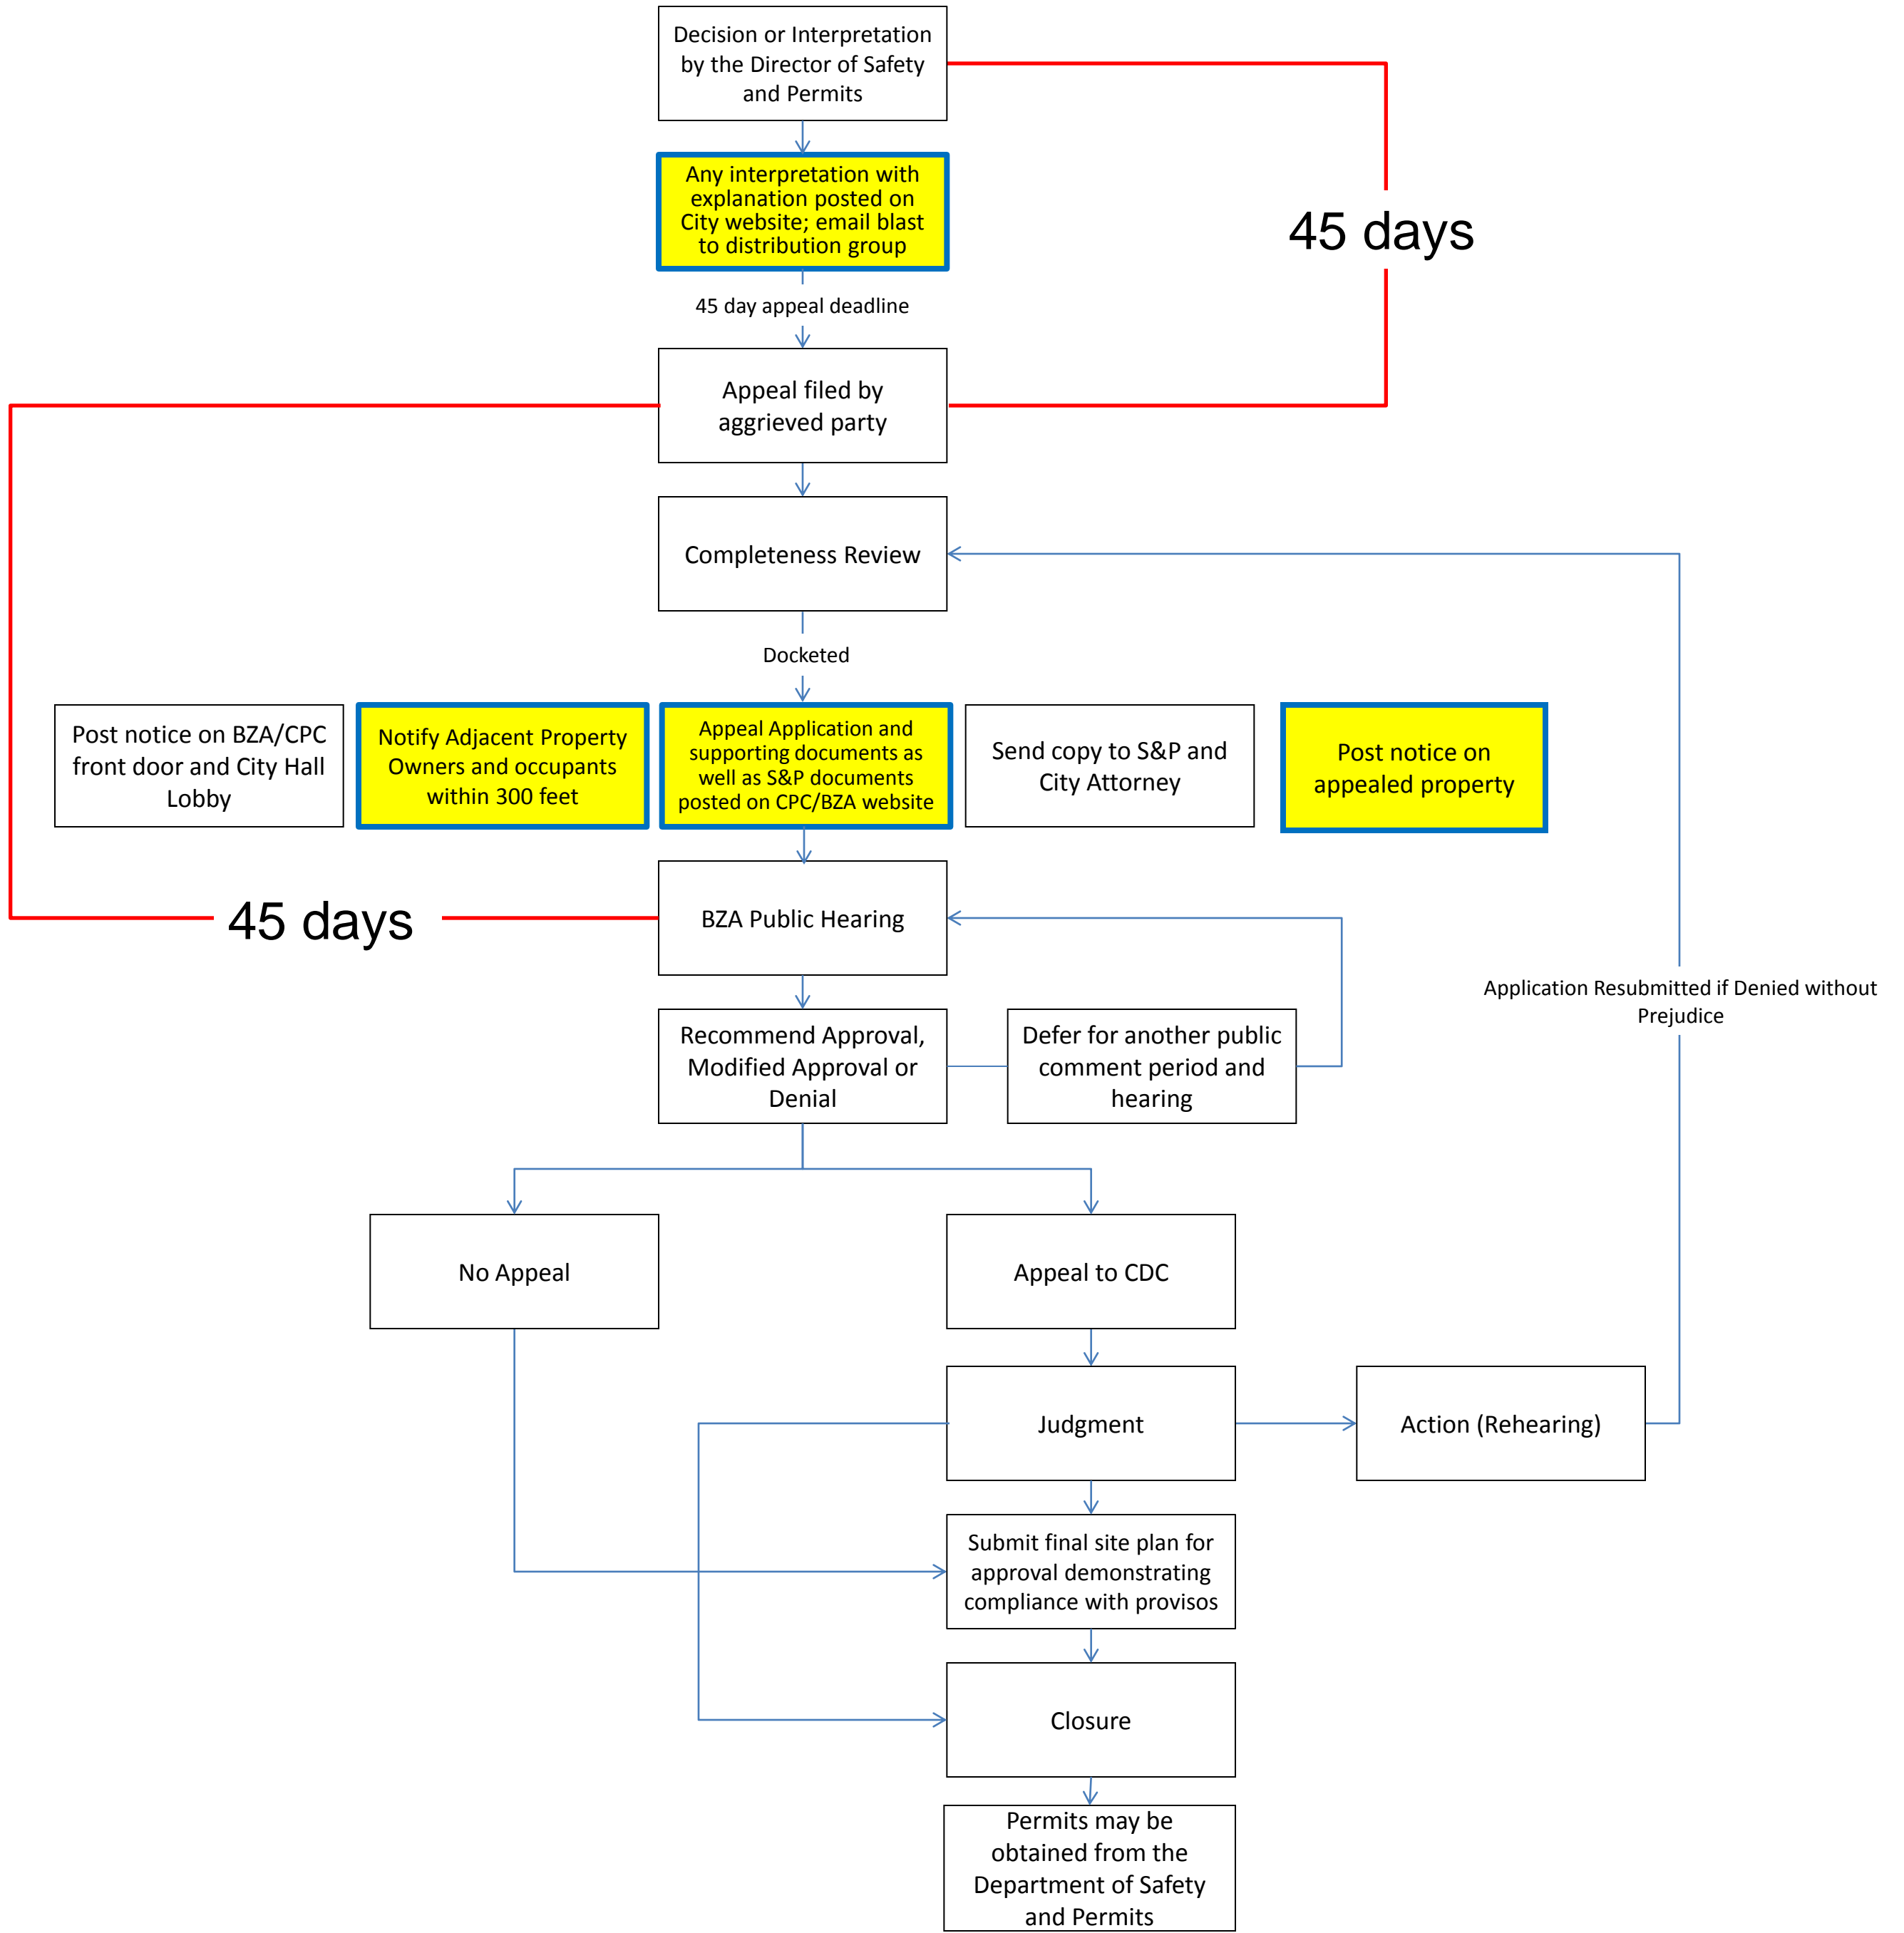 Decision or Interpretation
by the Director of Safety
and Permits
Any interpretation with
explanation posted on
City website; email blast
to distribution group
45 days
45 day appeal deadline
Appeal filed by
aggrieved party
Completeness Review
Docketed
Post notice on BZA/CPC
front door and City Hall
Lobby
Notify Adjacent Property
Owners and occupants
within 300 feet
Appeal Application and
supporting documents as
well as S&P documents
posted on CPC/BZA website
Send copy to S&P and
City Attorney
Post notice on
appealed property
45 days
BZA Public Hearing
Application Resubmitted if Denied without
Prejudice
Recommend Approval,
Modified Approval or
Denial
Defer for another public
comment period and
hearing
No Appeal
Appeal to CDC
Judgment
Action (Rehearing)
Submit final site plan for
approval demonstrating
compliance with provisos
Closure
Permits may be
obtained from the
Department of Safety
and Permits